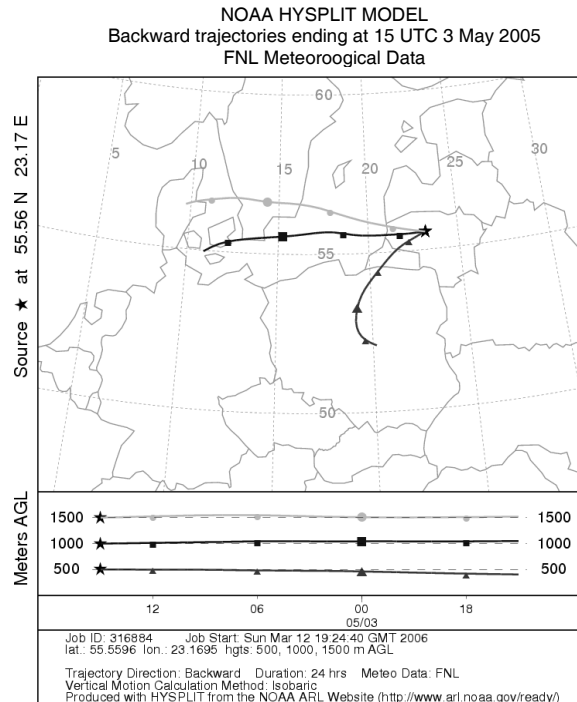 NOAA HYSPLIT MODEL
Backward trajectories ending at 15 UTC 3 May 2005
FNL Meteoroogical Data
Source ★ at 55.56 N 23.17 E
60
5
10
15
20
25
30
55
50
Meters AGL
1500 1500
1000 1000
500 500
12 06 00 18
05/03
Job ID: 316884 Job Start: Sun Mar 12 19:24:40 GMT 2006
lat.: 55.5596 lon.: 23.1695 hgts: 500, 1000, 1500 m AGL
Trajectory Direction: Backward Duration: 24 hrs Meteo Data: FNL
Vertical Motion Calculation Method: Isobaric
Produced with HYSPLIT from the NOAA ARL Website (http://www.arl.noaa.gov/ready/)